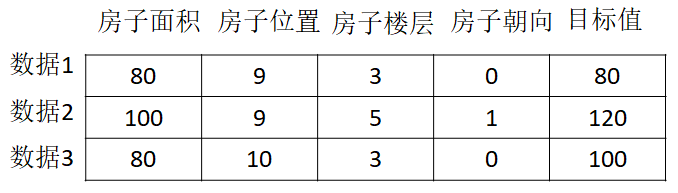 房子面积 房子位置 房子楼层 房子朝向 目标值
数据1 80 9 3 0 80
数据2 100 9 5 1 120
数据3 80 10 3 0 100